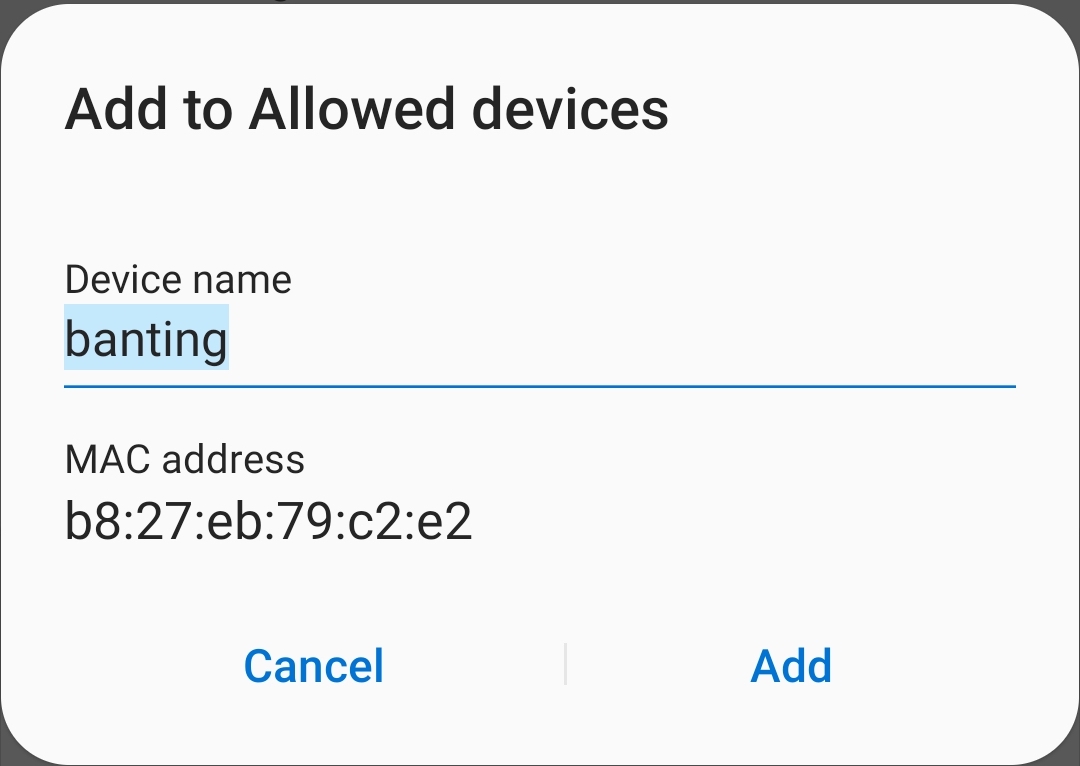 Add to Allowed devices
Device name
banting
MAC address
b8:27:eb:79:c2:e2
Cancel
Add